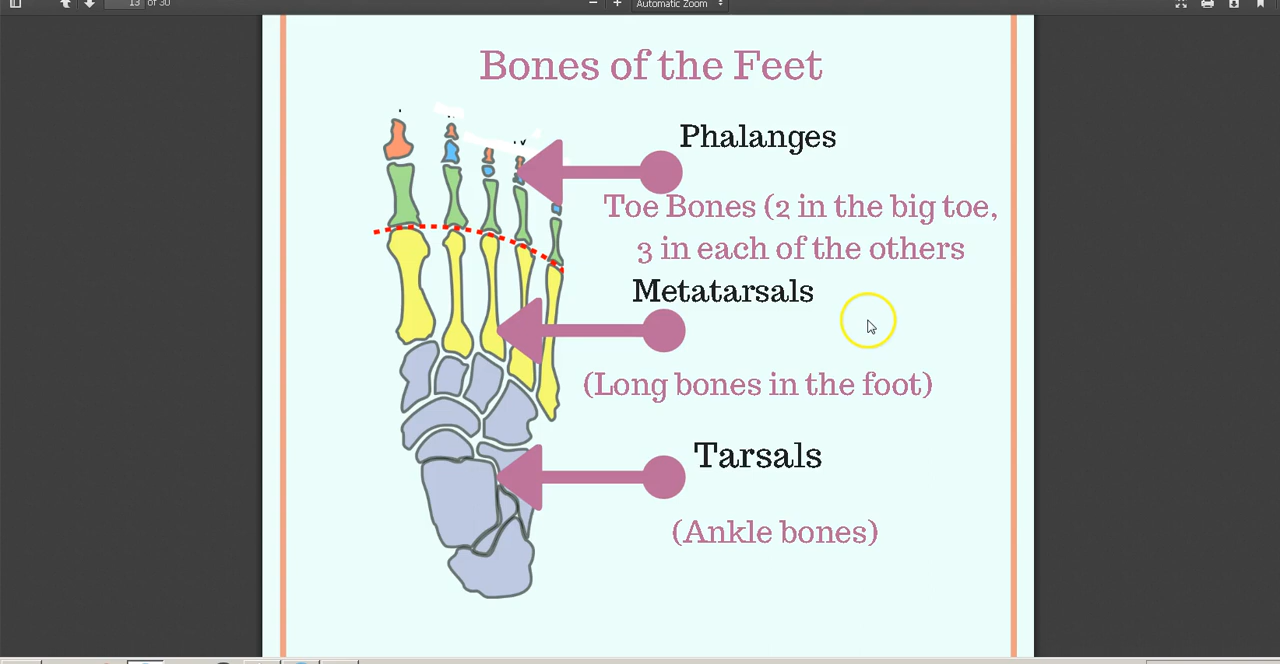 13 of 30
Automatic Zoom
Bones of the Feet
Phalanges
Toe Bones (2 in the big toe,
3 in each of the others
Metatarsals
(Long bones in the foot)
Tarsals
(Ankle bones)